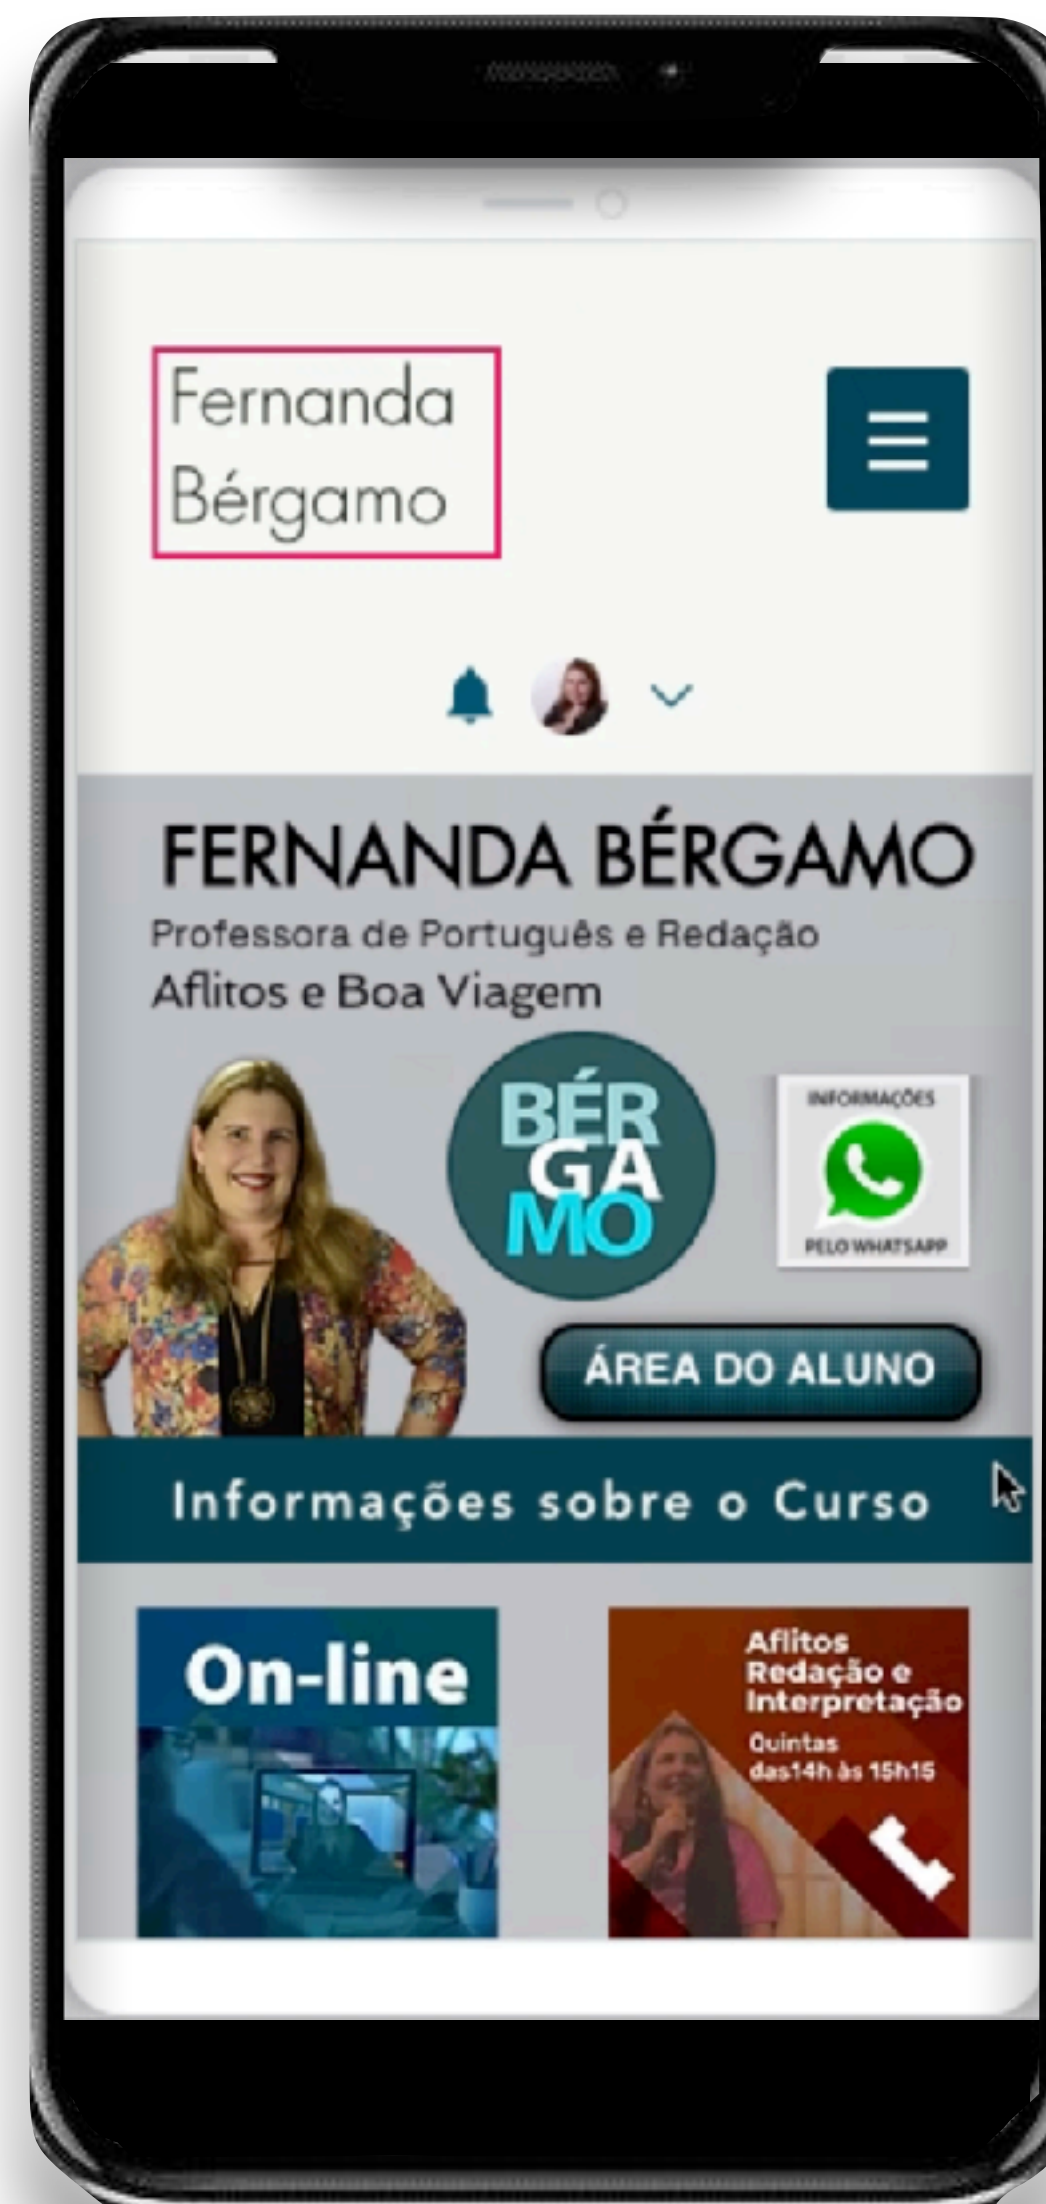 Fernanda
Bérgamo
FERNANDA BÉRGAMO
Professora de Português e Redação
Aflitos e Boa Viagem
BÉR
GA
MO
INFORMAÇÕES
PELO WHATSAPP
ÁREA DO ALUNO
Informações sobre o Curso
On-line
Aflitos
Redação e
Interpretação
Quintas
das14h às 15h15